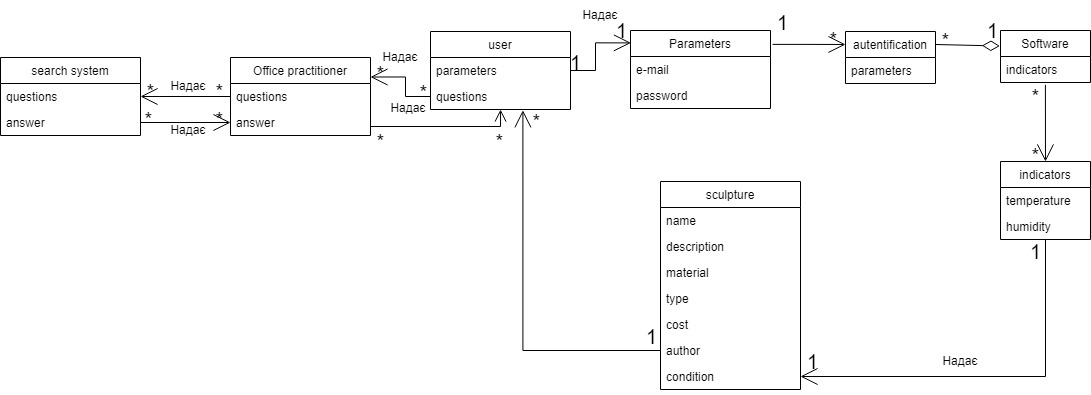 search system
questions
answer
*
Надає
*
*
Надає
*
Office practitioner
questions
answer
*
Надає
*
Надає
*
*
user
parameters
questions
1
Надає
1
Parameters
e-mail
password
1
*
autentification
parameters
*
1
Software
indicators
*
*
indicators
temperature
humidity
1
Надає
1
sculpture
name
description
material
type
cost
author
condition
1
*